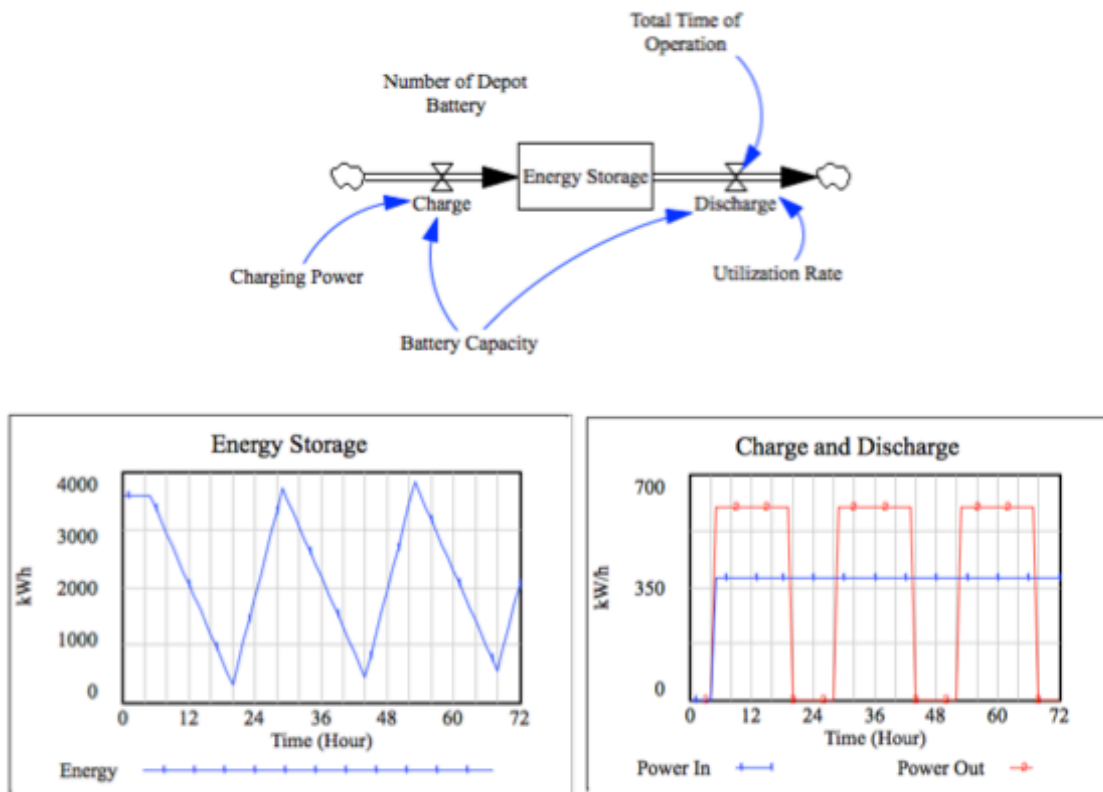 Total Time of
Operation
Number of Depot
Battery
Energy Storage
Charge
Discharge
Charging Power
Utilization Rate
Battery Capacity
Energy Storage
4000
3000
2000
1000
0
kWh
0 12 24 36 48 60 72
Time (Hour)
Energy
Charge and Discharge
700
350
0
kW/h
0 12 24 36 48 60 72
Time (Hour)
Power In
Power Out